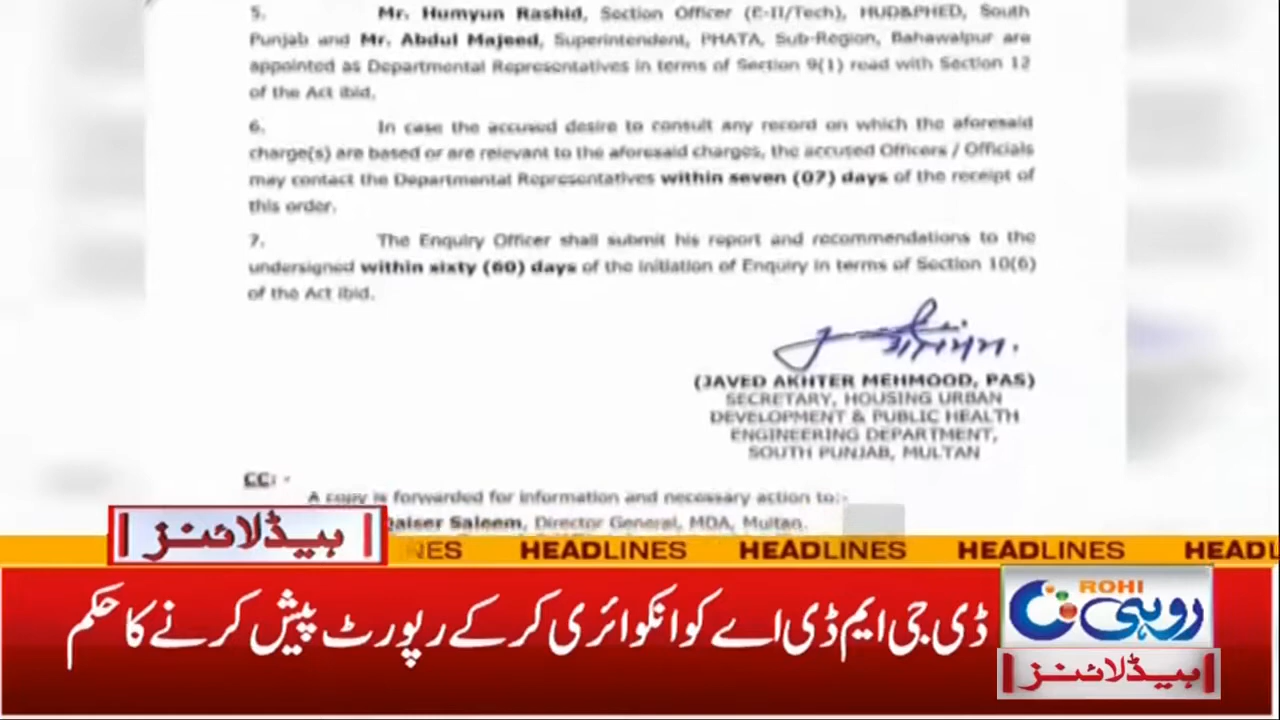 5. Mr. Humyun Rashid, Section Officer (E-II/Tech), HUD&PHED, South
Punjab and Mr. Abdul Majeed, Superintendent, PHATA, Sub-Region, Bahawalpur are
appointed as Departmental Representatives in terms of Section 9(1) read with Section 12
of the Act ibid.
6. In case the accused desire to consult any record on which the aforesaid
charge(s) are based or are relevant to the aforesaid charges, the accused Officers / Officials
may contact the Departmental Representatives within seven (07) days of the receipt of
this order.
7. The Enquiry Officer shall submit his report and recommendations to the
undersigned within sixty (60) days of the initiation of Enquiry in terms of Section 10(6)
of the Act ibid.
(JAVED AKHTER MEHMOOD, PAS)
SECRETARY, HOUSING URBAN
DEVELOPMENT & PUBLIC HEALTH
ENGINEERING DEPARTMENT,
SOUTH PUNJAB, MULTAN
CC: -
A copy is forwarded for information and necessary action to:-
Qaiser Saleem, Director General, MDA, Multan.
ہیڈلائنز
NES HEADLINES HEADLINES HEADLINES HEADL
ڈی جی ایم ڈی اے کو انکوائری کر کے رپورٹ پیش کرنے کا حکم
ROHI
روہی
ہیڈلائنز